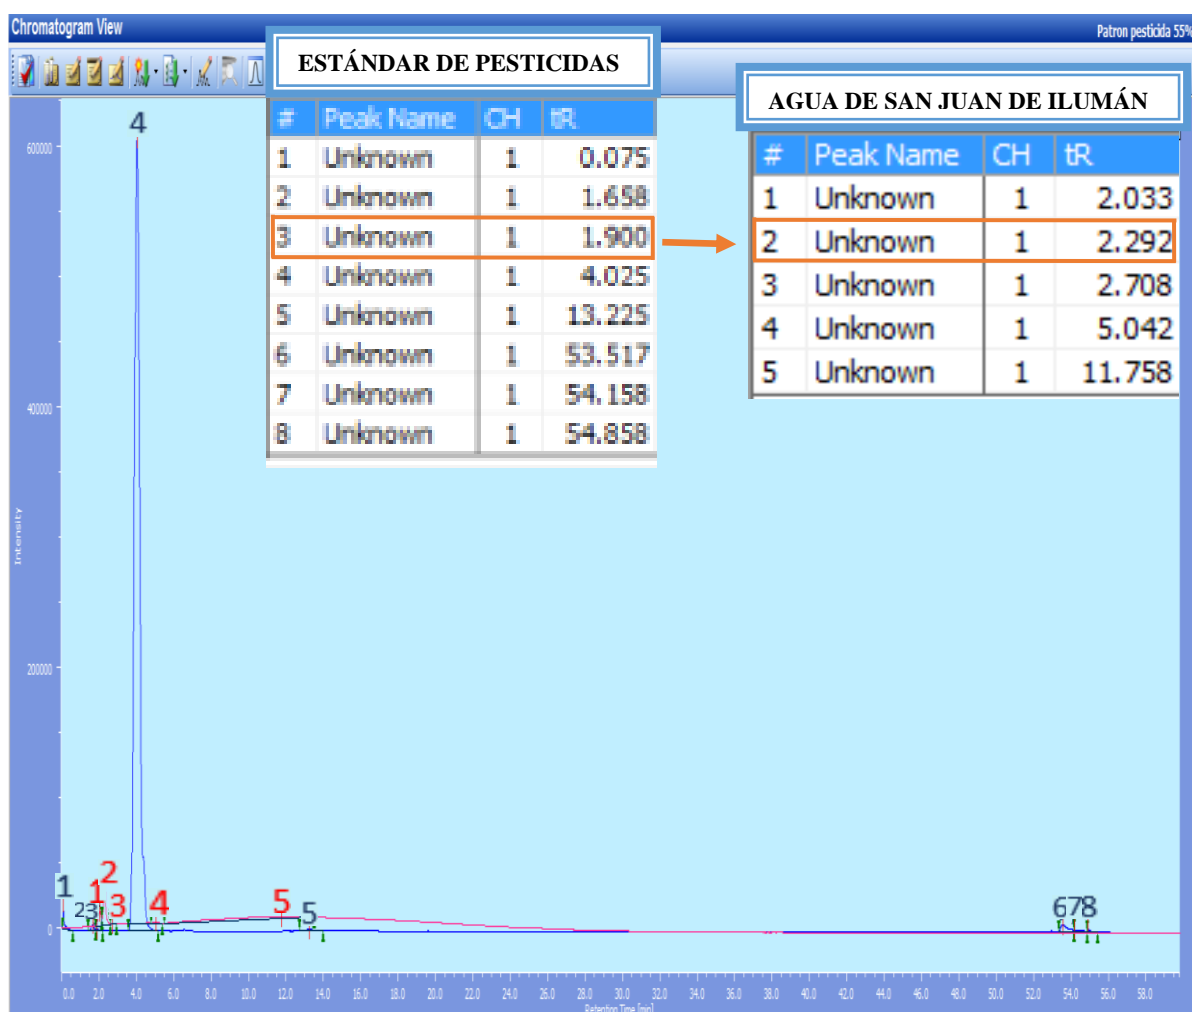 Chromatogram View
Patron pesticida 55%
ESTÁNDAR DE PESTICIDAS
# Peak Name CH tR
1 Unknown 1 0.075
2 Unknown 1 1.658
3 Unknown 1 1.900
4 Unknown 1 4.025
5 Unknown 1 13.225
6 Unknown 1 53.517
7 Unknown 1 54.158
8 Unknown 1 54.858
AGUA DE SAN JUAN DE ILUMÁN
# Peak Name CH tR
1 Unknown 1 2.033
2 Unknown 1 2.292
3 Unknown 1 2.708
4 Unknown 1 5.042
5 Unknown 1 11.758
4
600000
400000
200000
0
Intensity
1 2 3 1 2 3 4 5 5 6 7 8
0.0 2.0 4.0 6.0 8.0 10.0 12.0 14.0 16.0 18.0 20.0 22.0 24.0 26.0 28.0 30.0 32.0 34.0 36.0 38.0 40.0 42.0 44.0 46.0 48.0 50.0 52.0 54.0 56.0 58.0
Retention Time [min]